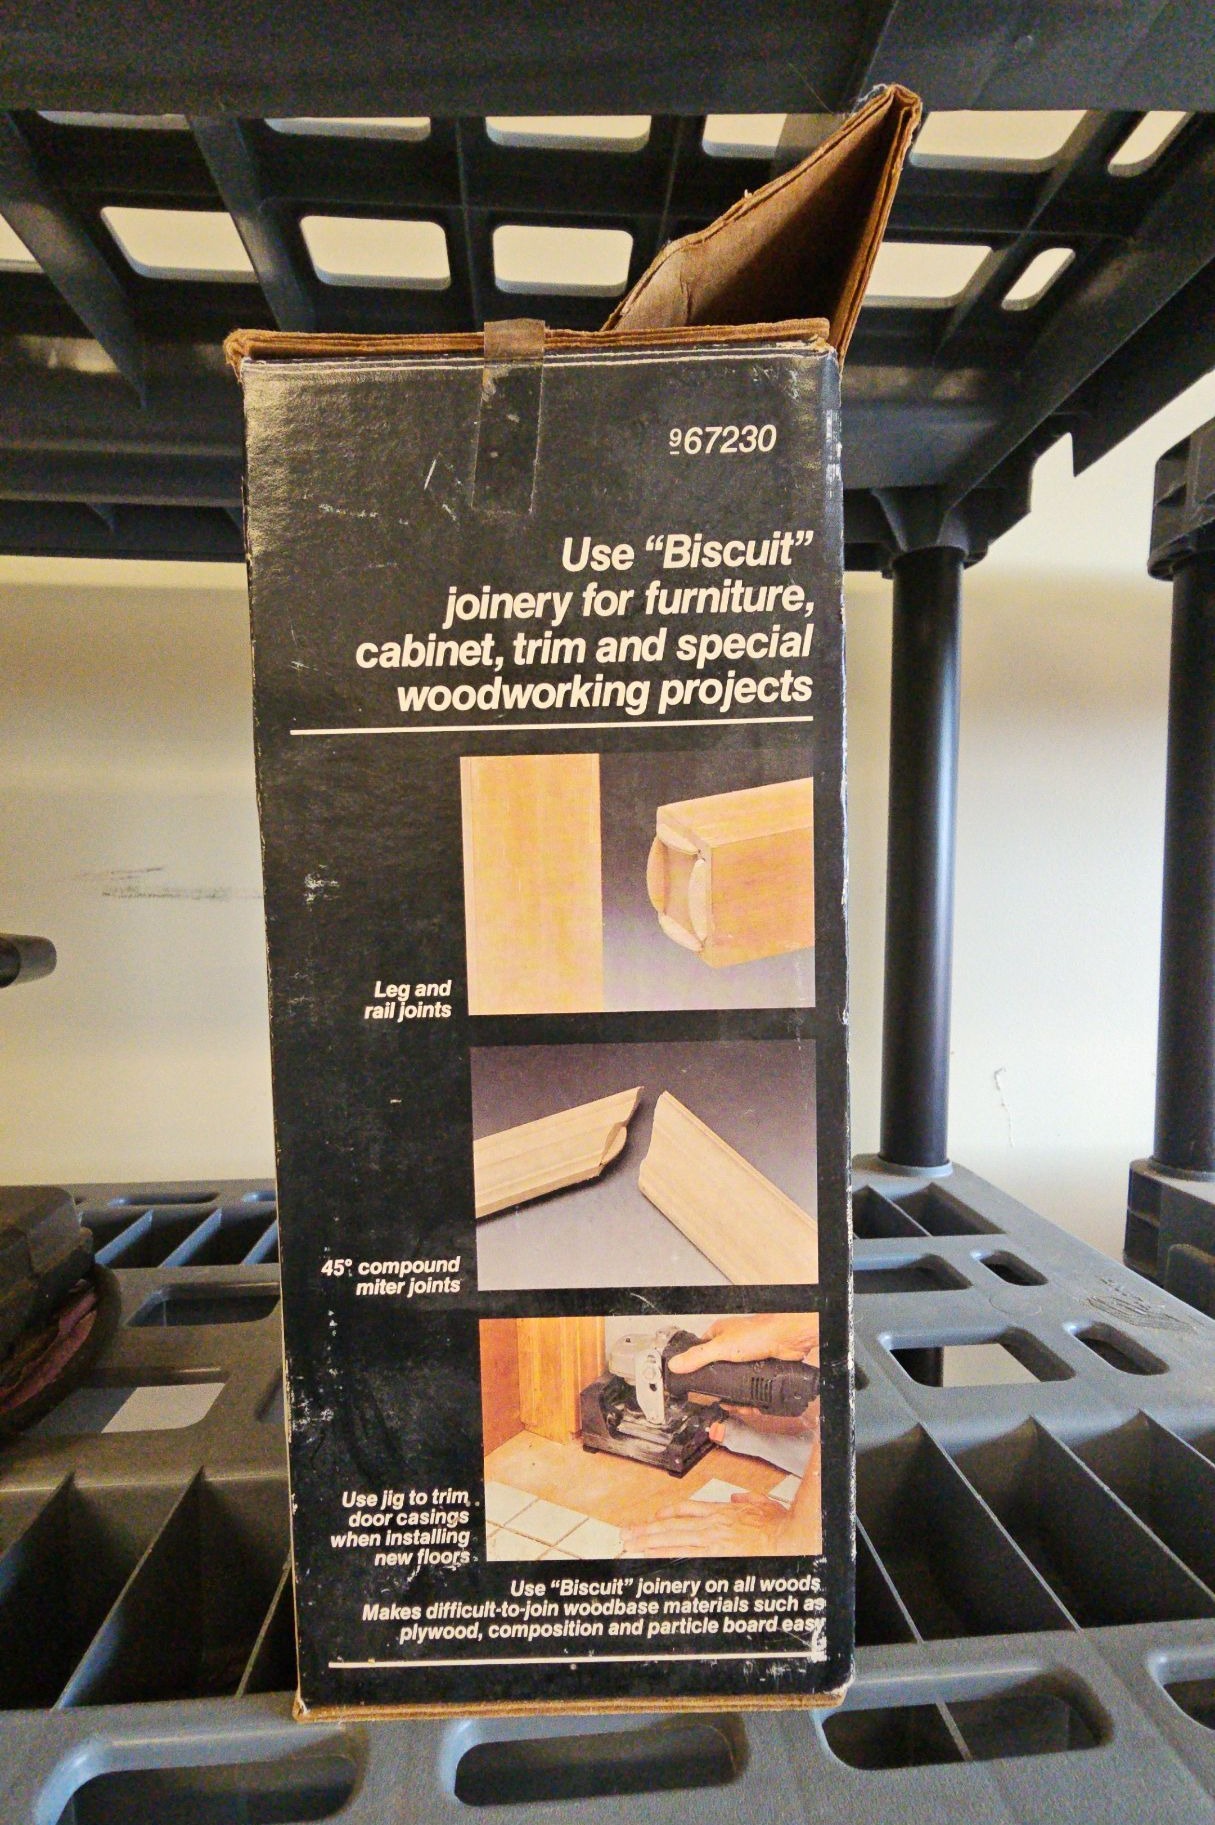 967230
Use “Biscuit”
joinery for furniture,
cabinet, trim and special
woodworking projects
Leg and
rail joints
45° compound
miter joints
Use jig to trim
door casings
when installing
new floors
Use “Biscuit” joinery on all woods
Makes difficult-to-join woodbase materials such as
plywood, composition and particle board easy